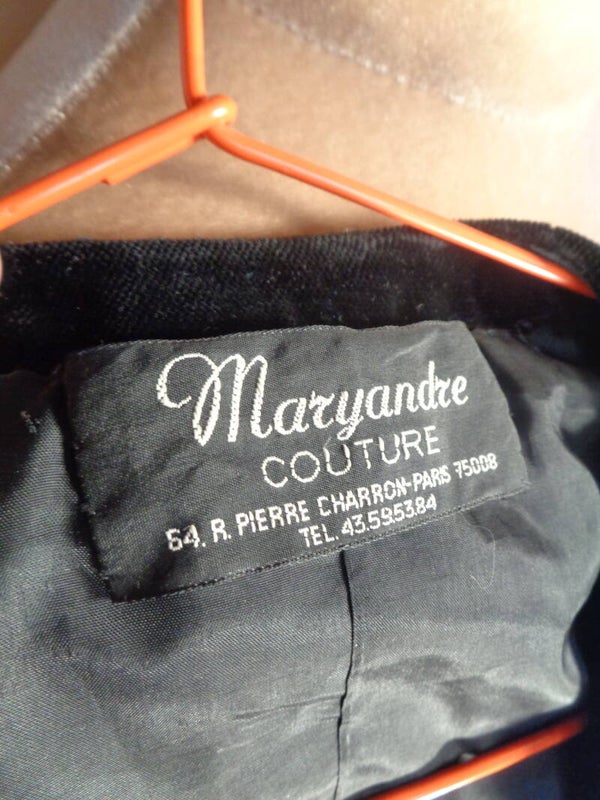 Maryandre
COUTURE
64. R. PIERRE CHARRON-PARIS 75008
TEL. 43.59.53.84